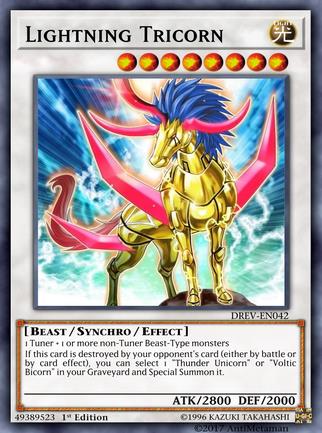 Lightning Tricorn
LIGHT
光
DREV-EN042
[Beast / Synchro / Effect]
1 Tuner + 1 or more non-Tuner Beast-Type monsters
If this card is destroyed by your opponent's card (either by battle or
by card effect), you can select 1 "Thunder Unicorn" or "Voltic
Bicorn" in your Graveyard and Special Summon it.
ATK/2800 DEF/2000
49389523 1st Edition ©1996 KAZUKI TAKAHASHI
©2017 AntiMetaman